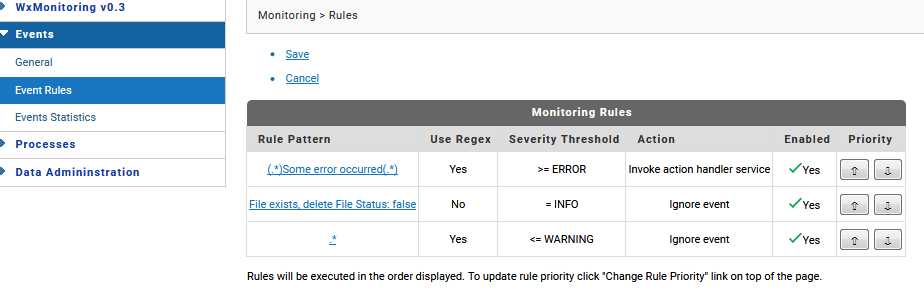 WxMonitoring v0.3
Events
General
Event Rules
Events Statistics
Processes
Data Admininstration
Monitoring > Rules
Save
Cancel
Monitoring Rules
Rule Pattern Use Regex Severity Threshold Action Enabled Priority
(.*)Some error occurred(.*) Yes >= ERROR Invoke action handler service Yes
File exists, delete File Status: false No = INFO Ignore event Yes
.* Yes <= WARNING Ignore event Yes
Rules will be executed in the order displayed. To update rule priority click "Change Rule Priority" link on top of the page.